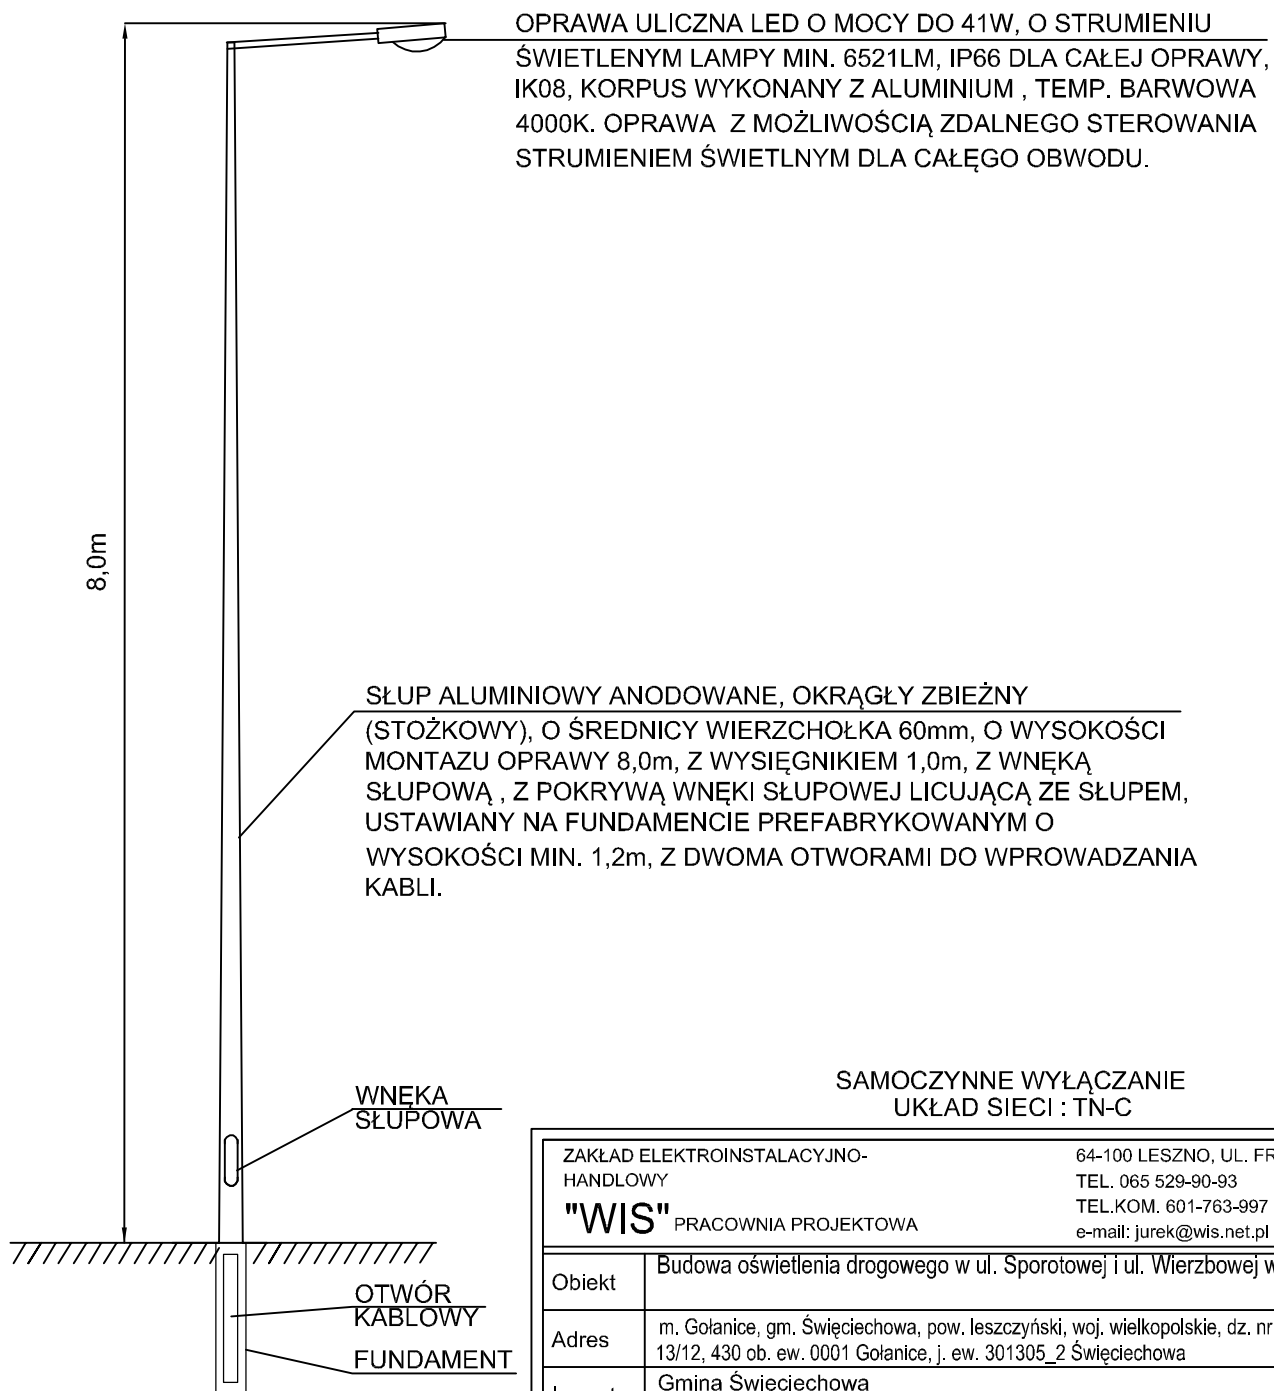 OPRAWA ULICZNA LED O MOCY DO 41W, O STRUMIENIU
ŚWIETLENYM LAMPY MIN. 6521LM, IP66 DLA CAŁEJ OPRAWY,
IK08, KORPUS WYKONANY Z ALUMINIUM , TEMP. BARWOWA
4000K. OPRAWA Z MOŻLIWOŚCIĄ ZDALNEGO STEROWANIA
STRUMIENIEM ŚWIETLNYM DLA CAŁĘGO OBWODU.
8,0m
SŁUP ALUMINIOWY ANODOWANE, OKRĄGŁY ZBIEŻNY
(STOŻKOWY), O ŚREDNICY WIERZCHOŁKA 60mm, O WYSOKOŚCI
MONTAZU OPRAWY 8,0m, Z WYSIĘGNIKIEM 1,0m, Z WNĘKĄ
SŁUPOWĄ , Z POKRYWĄ WNĘKI SŁUPOWEJ LICUJĄCĄ ZE SŁUPEM,
USTAWIANY NA FUNDAMENCIE PREFABRYKOWANYM O
WYSOKOŚCI MIN. 1,2m, Z DWOMA OTWORAMI DO WPROWADZANIA
KABLI.
WNĘKA
SŁUPOWA
SAMOCZYNNE WYŁĄCZANIE
UKŁAD SIECI : TN-C
ZAKŁAD ELEKTROINSTALACYJNO-
HANDLOWY
"WIS" PRACOWNIA PROJEKTOWA
64-100 LESZNO, UL. FR
TEL. 065 529-90-93
TEL.KOM. 601-763-997
e-mail: jurek@wis.net.pl
Obiekt
Budowa oświetlenia drogowego w ul. Sporotowej i ul. Wierzbowej w
OTWÓR
KABLOWY
FUNDAMENT
Adres
m. Gołanice, gm. Święciechowa, pow. leszczyński, woj. wielkopolskie, dz. nr
13/12, 430 ob. ew. 0001 Gołanice, j. ew. 301305_2 Święciechowa
Gmina Święciechowa